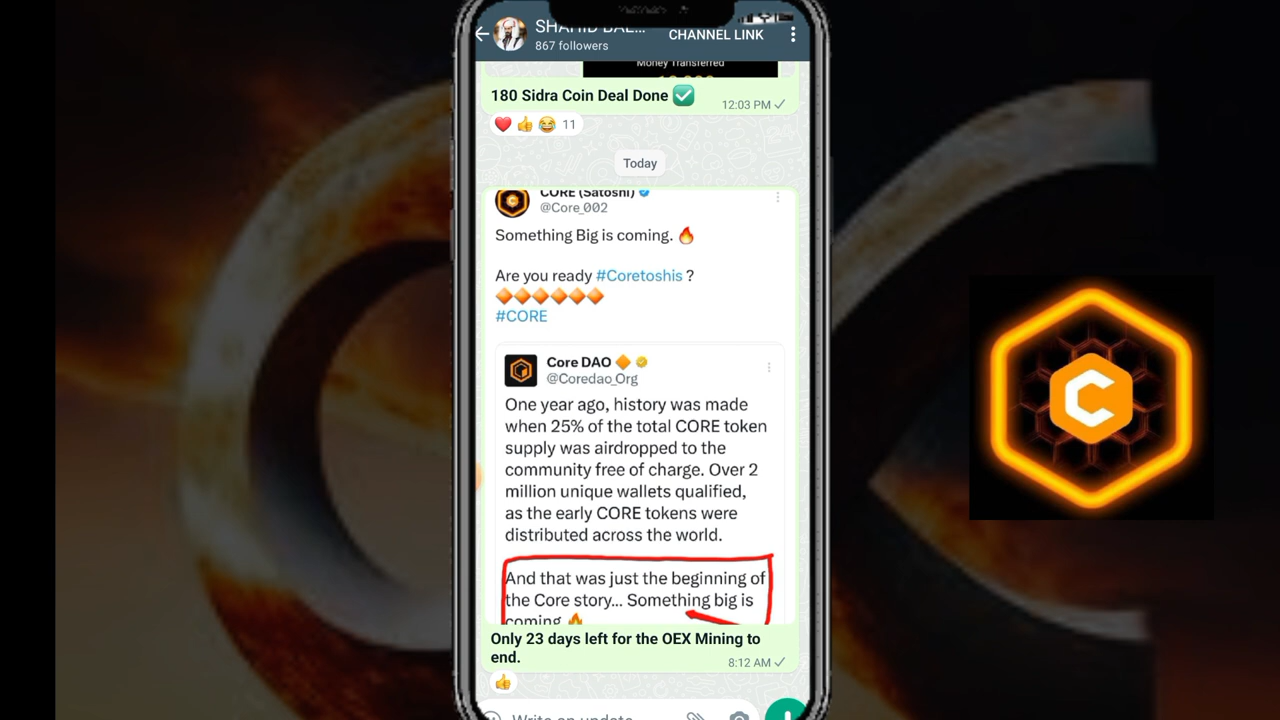 SHAHID BAL...
867 followers
CHANNEL LINK
Money Transferred
180 Sidra Coin Deal Done ✅
12:03 PM
❤️👍😂 11
Today
CORE (Satoshi)
@Core_002
Something Big is coming. 🔥
Are you ready #Coretoshis ?
🔶🔶🔶🔶🔶🔶
#CORE
Core DAO 🔶
@Coredao_Org
One year ago, history was made
when 25% of the total CORE token
supply was airdropped to the
community free of charge. Over 2
million unique wallets qualified,
as the early CORE tokens were
distributed across the world.
And that was just the beginning of
the Core story... Something big is
coming 🔥
Only 23 days left for the OEX Mining to
end.
8:12 AM
👍
Write an update
C